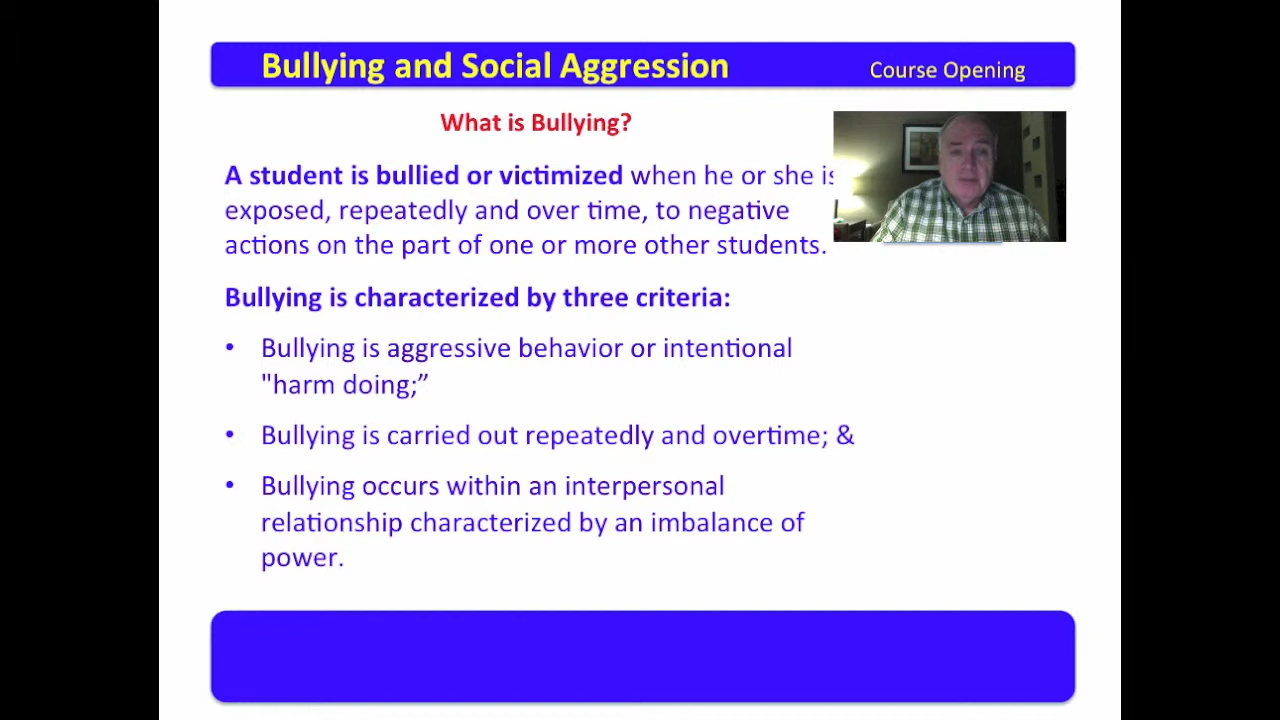 Bullying and Social Aggression
Course Opening
What is Bullying?
A student is bullied or victimized when he or she is
exposed, repeatedly and over time, to negative
actions on the part of one or more other students.
Bullying is characterized by three criteria:
• Bullying is aggressive behavior or intentional
"harm doing;”
• Bullying is carried out repeatedly and overtime; &
• Bullying occurs within an interpersonal
relationship characterized by an imbalance of
power.